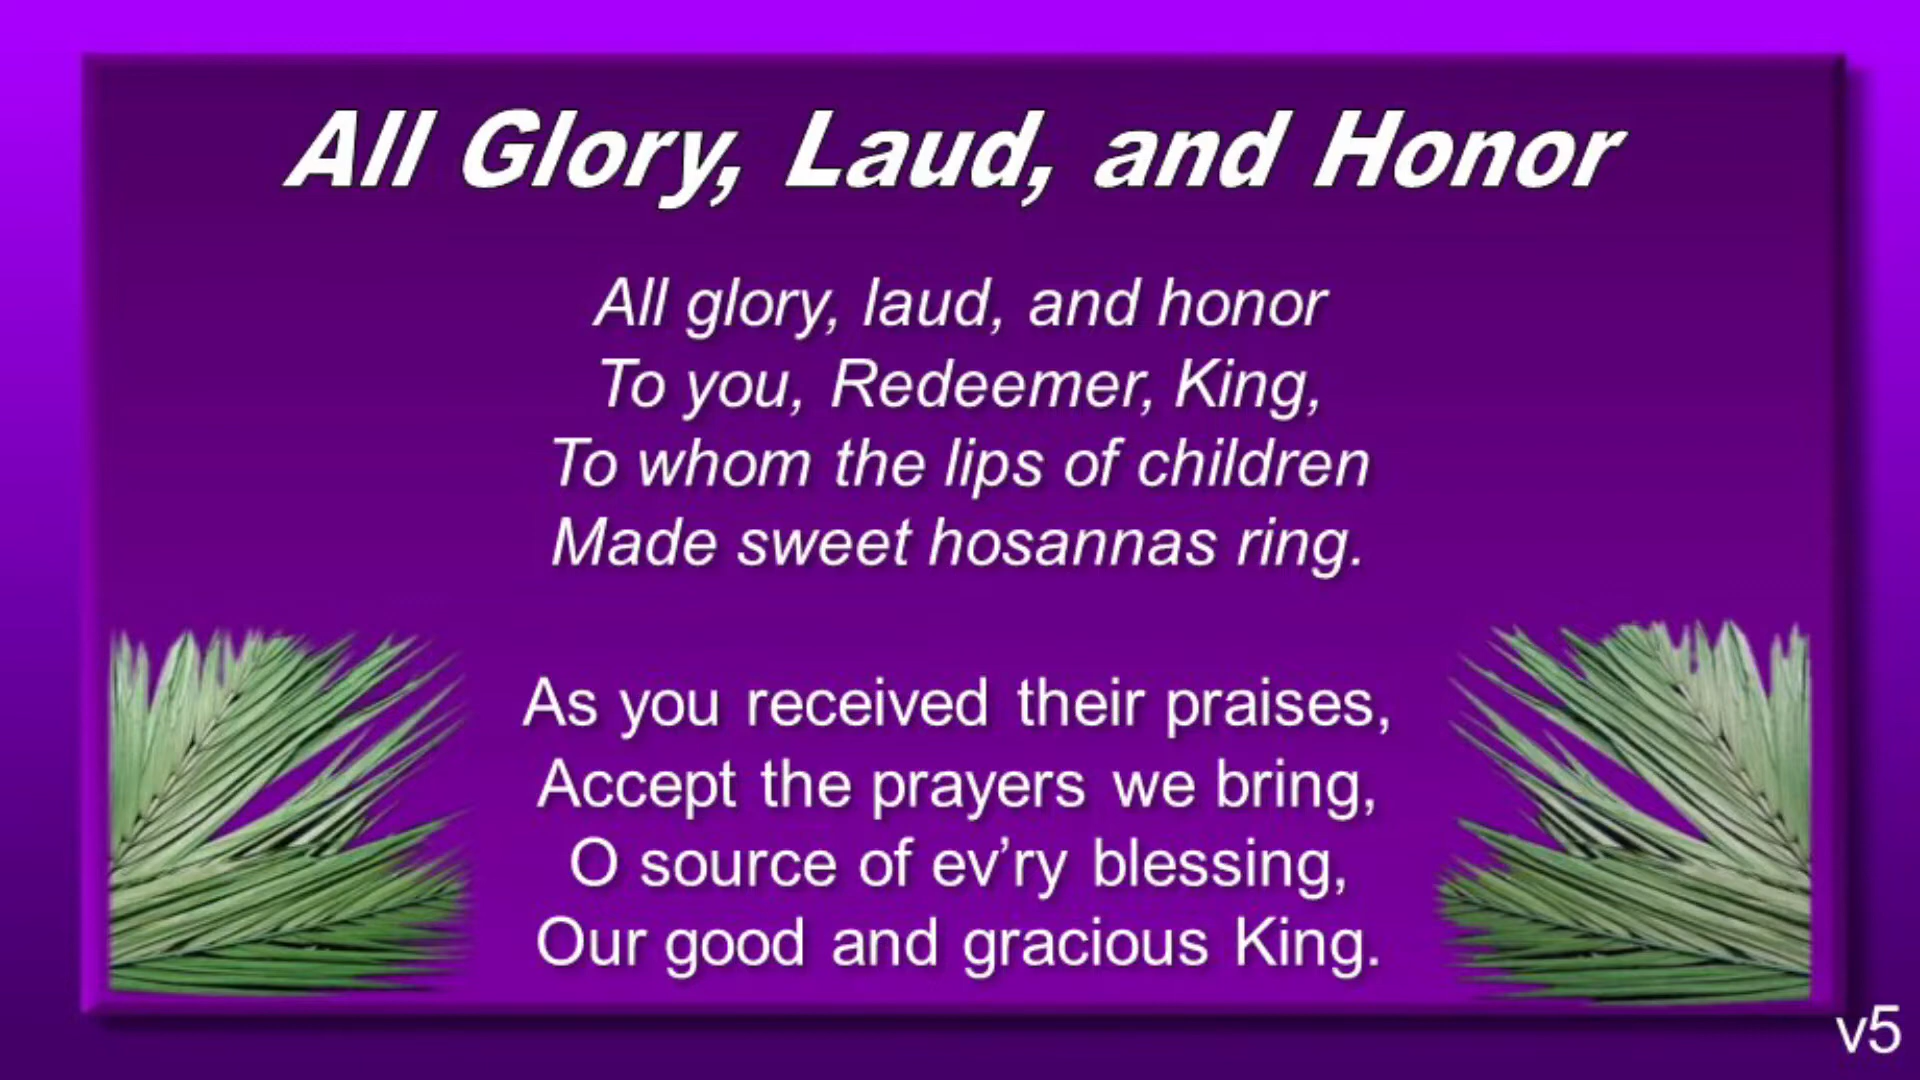 All Glory, Laud, and Honor
All glory, laud, and honor
To you, Redeemer, King,
To whom the lips of children
Made sweet hosannas ring.
As you received their praises,
Accept the prayers we bring,
O source of ev’ry blessing,
Our good and gracious King.
v5